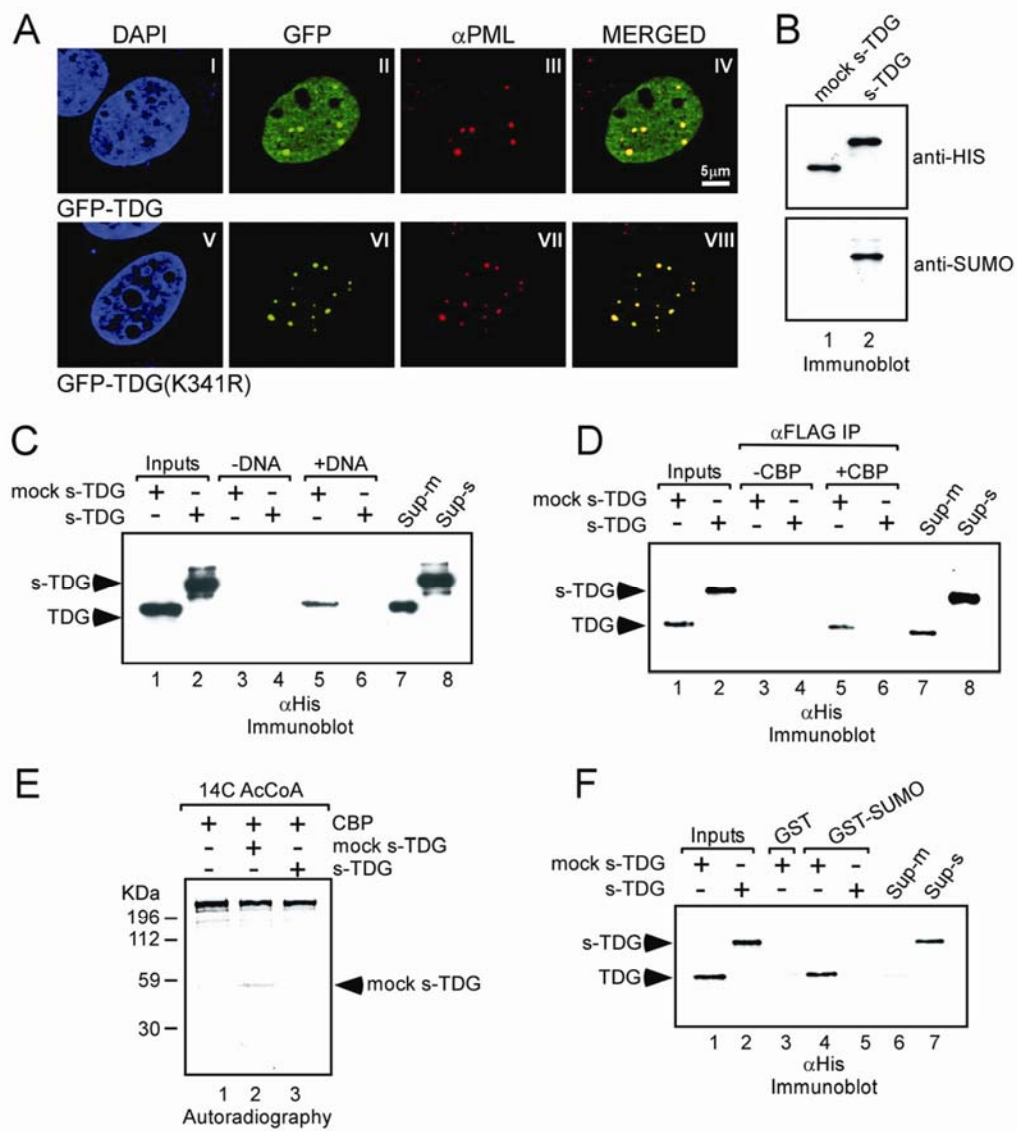 A
DAPI GFP αPML MERGED
I II III IV
5μm
GFP-TDG
V VI VII VIII
GFP-TDG(K341R)
B
mock s-TDG
s-TDG
anti-HIS
anti-SUMO
1 2
Immunoblot
C
Inputs -DNA +DNA
mock s-TDG + - + - + -
s-TDG - + - + - +
Sup-m
Sup-s
s-TDG
TDG
1 2 3 4 5 6 7 8
αHis
Immunoblot
D
αFLAG IP
Inputs -CBP +CBP
mock s-TDG + - + - + -
s-TDG - + - + - +
Sup-m
Sup-s
s-TDG
TDG
1 2 3 4 5 6 7 8
αHis
Immunoblot
E
14C AcCoA
+ + + CBP
- + - mock s-TDG
- - + s-TDG
KDa
196
112
59
30
mock s-TDG
1 2 3
Autoradiography
F
Inputs GST GST-SUMO
mock s-TDG + - + + -
s-TDG - + - - +
Sup-m
Sup-s
s-TDG
TDG
1 2 3 4 5 6 7
αHis
Immunoblot